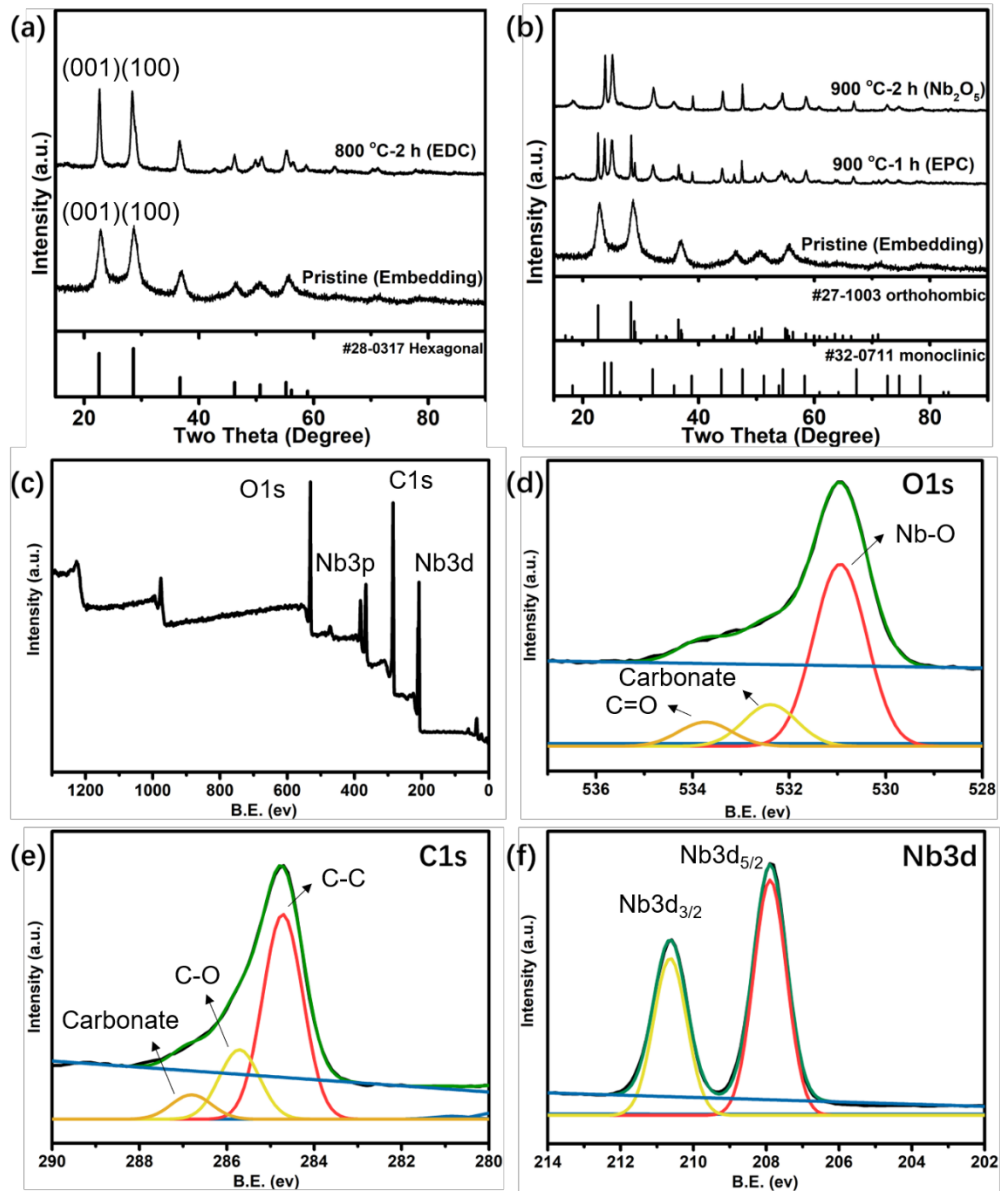 (a)
(001)(100)
800 °C-2 h (EDC)
(001)(100)
Pristine (Embedding)
#28-0317 Hexagonal
Intensity (a.u.)
20 40 60 80
Two Theta (Degree)
(b)
900 °C-2 h (Nb₂O₅)
900 °C-1 h (EPC)
Pristine (Embedding)
#27-1003 orthohombic
#32-0711 monoclinic
Intensity (a.u.)
20 40 60 80
Two Theta (Degree)
(c)
O1s
C1s
Nb3p
Nb3d
Intensity (a.u.)
1200 1000 800 600 400 200 0
B.E. (ev)
(d)
O1s
Nb-O
Carbonate
C=O
Intensity (a.u.)
536 534 532 530 528
B.E. (ev)
(e)
C1s
C-C
C-O
Carbonate
Intensity (a.u.)
290 288 286 284 282 280
B.E. (ev)
(f)
Nb3d
Nb3d₅/₂
Nb3d₃/₂
Intensity (a.u.)
214 212 210 208 206 204 202
B.E. (ev)